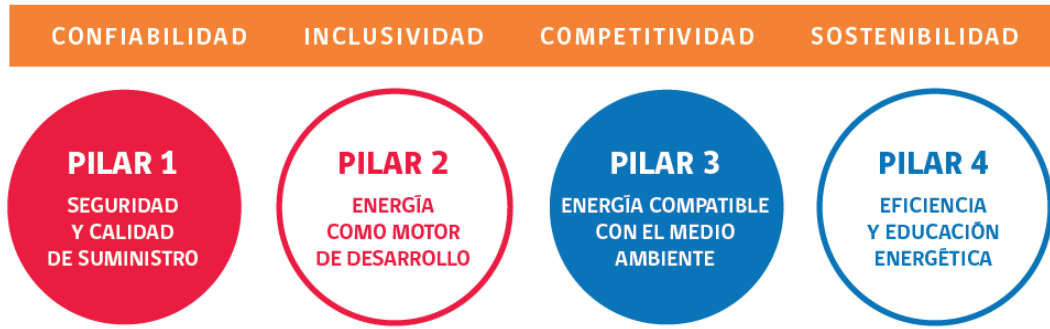 CONFIABILIDAD INCLUSIVIDAD COMPETITIVIDAD SOSTENIBILIDAD
PILAR 1
SEGURIDAD
Y CALIDAD
DE SUMINISTRO
PILAR 2
ENERGÍA
COMO MOTOR
DE DESARROLLO
PILAR 3
ENERGÍA COMPATIBLE
CON EL MEDIO
AMBIENTE
PILAR 4
EFICIENCIA
Y EDUCACIÓN
ENERGÉTICA